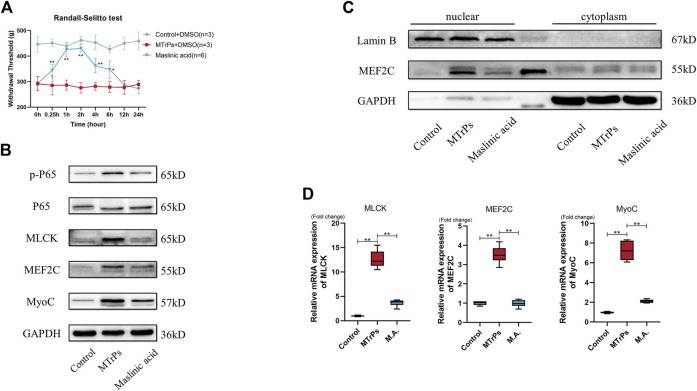 A
Randall-Selitto test
Withdrawal Threshold (g)
600
500
400
300
200
0h 0.25h 1h 2h 4h 8h 12h 24h
Time (hour)
Control+DMSO(n=3)
MTrPs+DMSO(n=3)
Maslinic acid(n=6)
** ** ** ** **
B
p-P65 65kD
P65 65kD
MLCK 65kD
MEF2C 55kD
MyoC 57kD
GAPDH 36kD
Control MTrPs Maslinic acid
C
nuclear cytoplasm
Lamin B 67kD
MEF2C 55kD
GAPDH 36kD
Control MTrPs Maslinic acid Control MTrPs Maslinic acid
D
MLCK
(Fold change)
Relative mRNA expression
of MLCK
20
15
10
5
0
** **
Control MTrPs M.A.
MEF2C
(Fold change)
Relative mRNA expression
of MEF2C
5
4
3
2
1
0
** **
Control MTrPs M.A.
MyoC
(Fold change)
Relative mRNA expression
of MyoC
10
8
6
4
2
0
** **
Control MTrPs M.A.